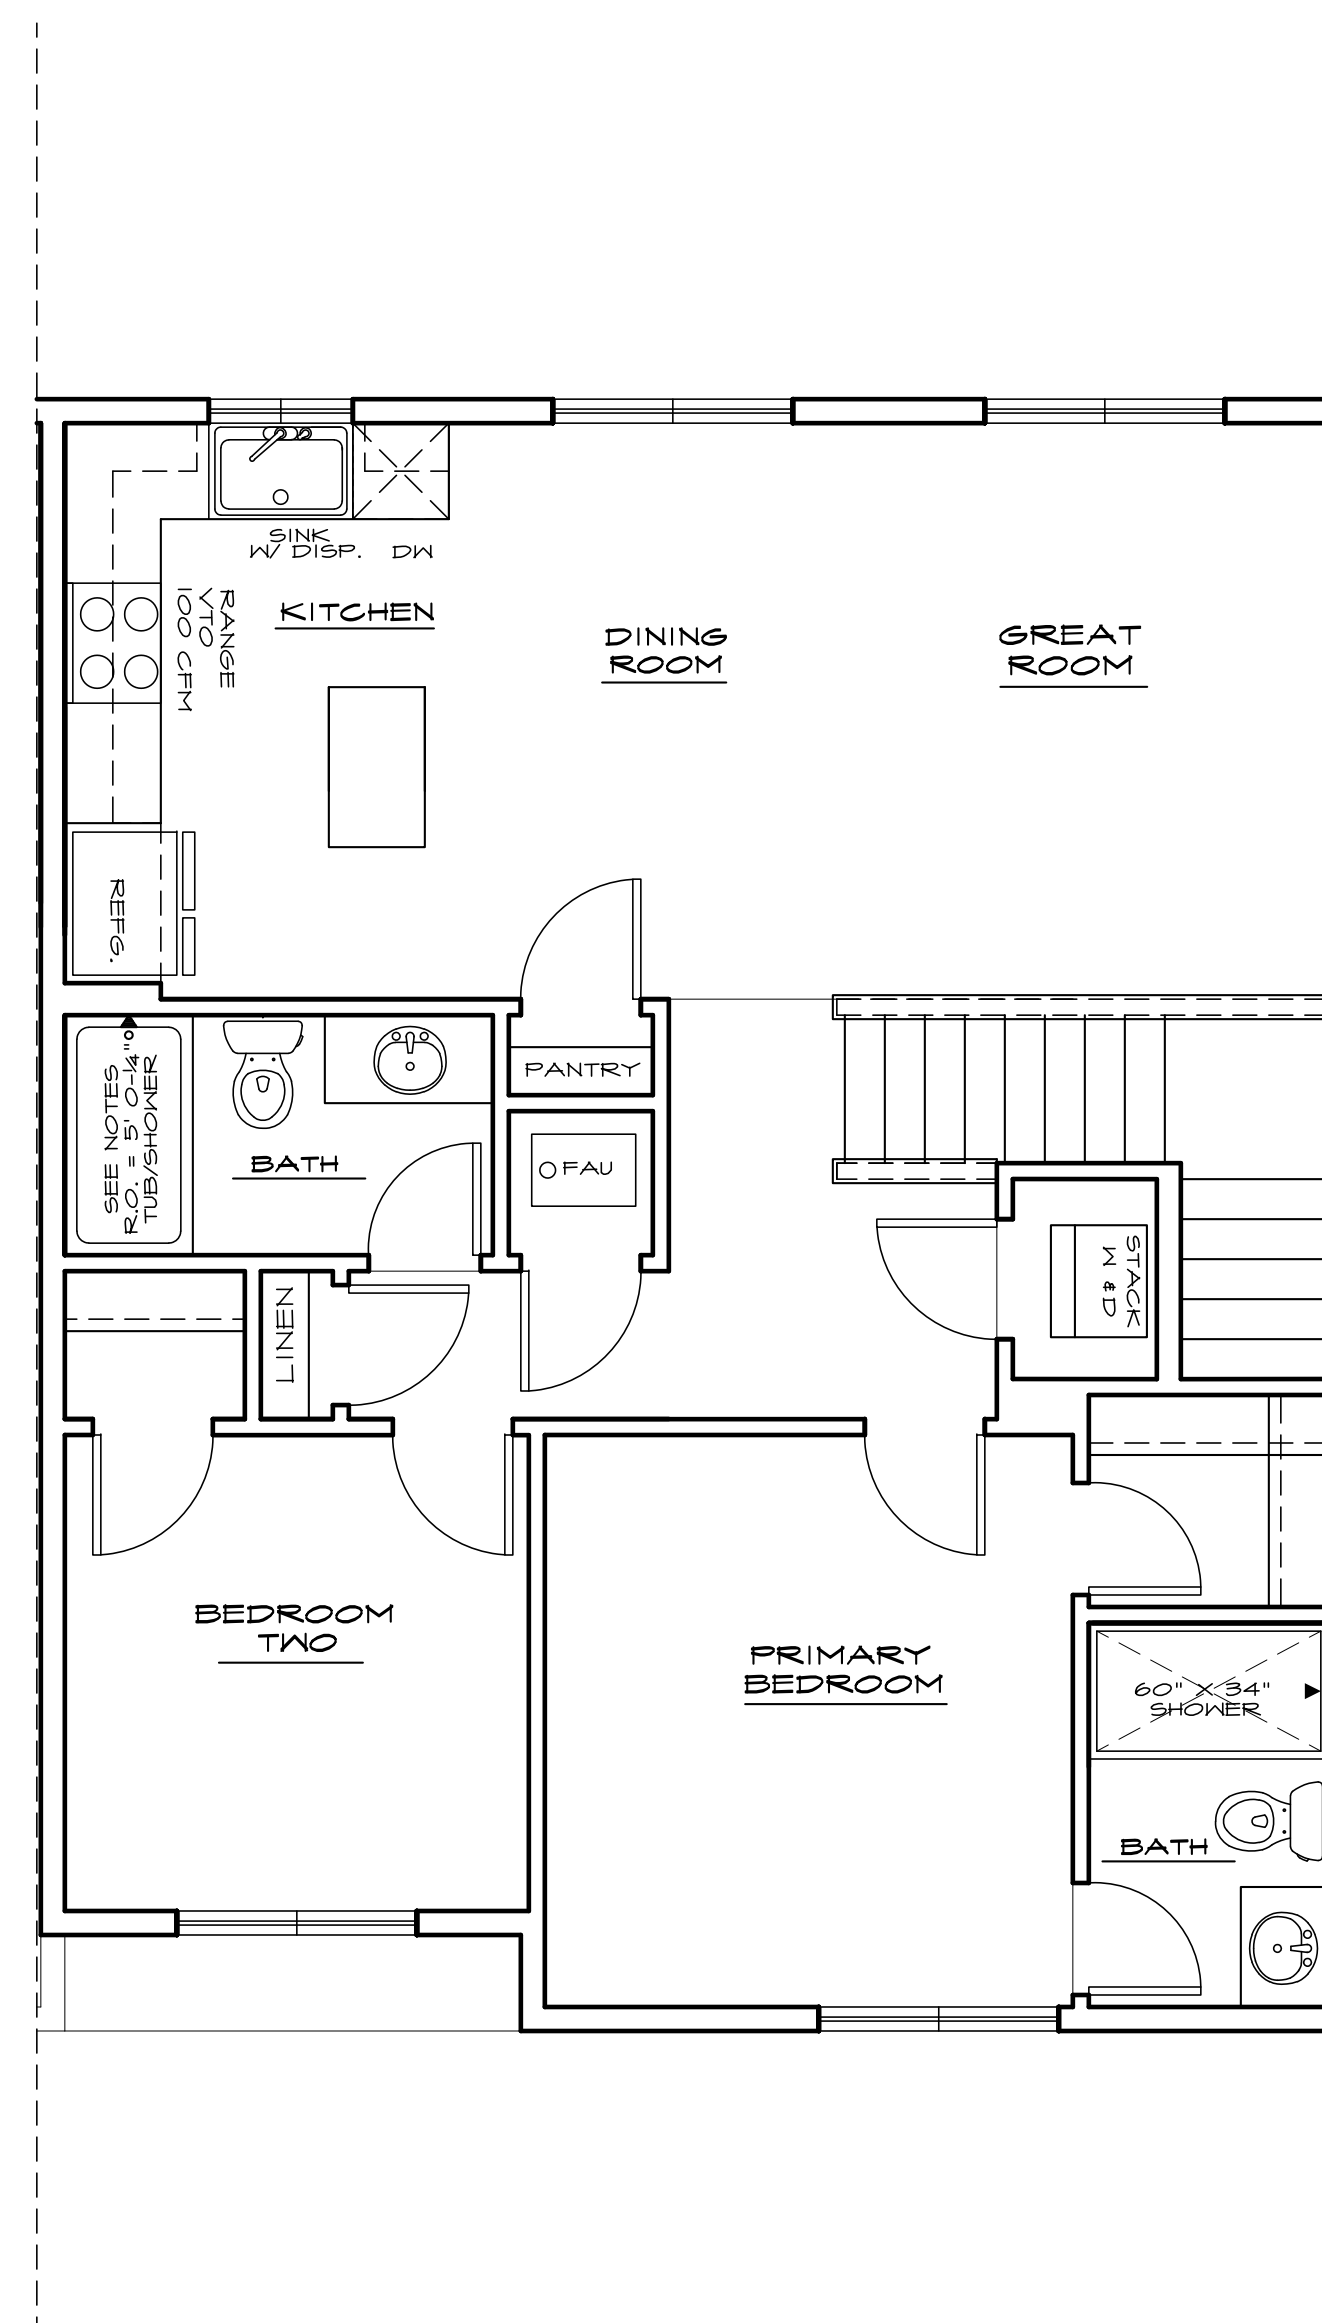 SINK
W/ DISP.
DW
RANGE
VTO
100 CFM
KITCHEN
DINING
ROOM
GREAT
ROOM
REFG.
PANTRY
SEE NOTES
R.O. = 5' 0-1/4"
TUB/SHOWER
BATH
FAU
STACK
W & D
LINEN
BEDROOM
TWO
PRIMARY
BEDROOM
60" X 34"
SHOWER
BATH